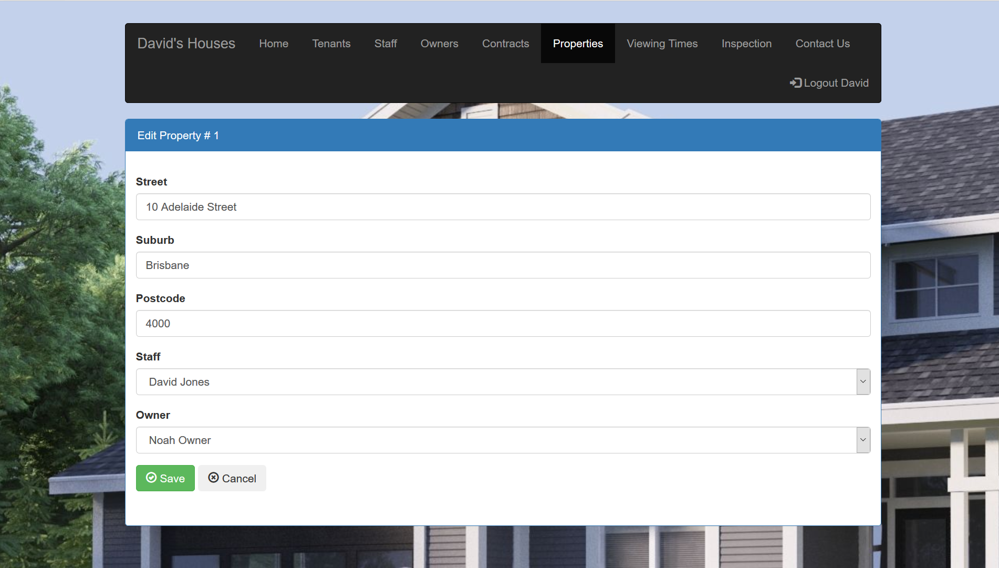 David's Houses Home Tenants Staff Owners Contracts Properties Viewing Times Inspection Contact Us
Logout David
Edit Property # 1
Street
10 Adelaide Street
Suburb
Brisbane
Postcode
4000
Staff
David Jones
Owner
Noah Owner
Save Cancel